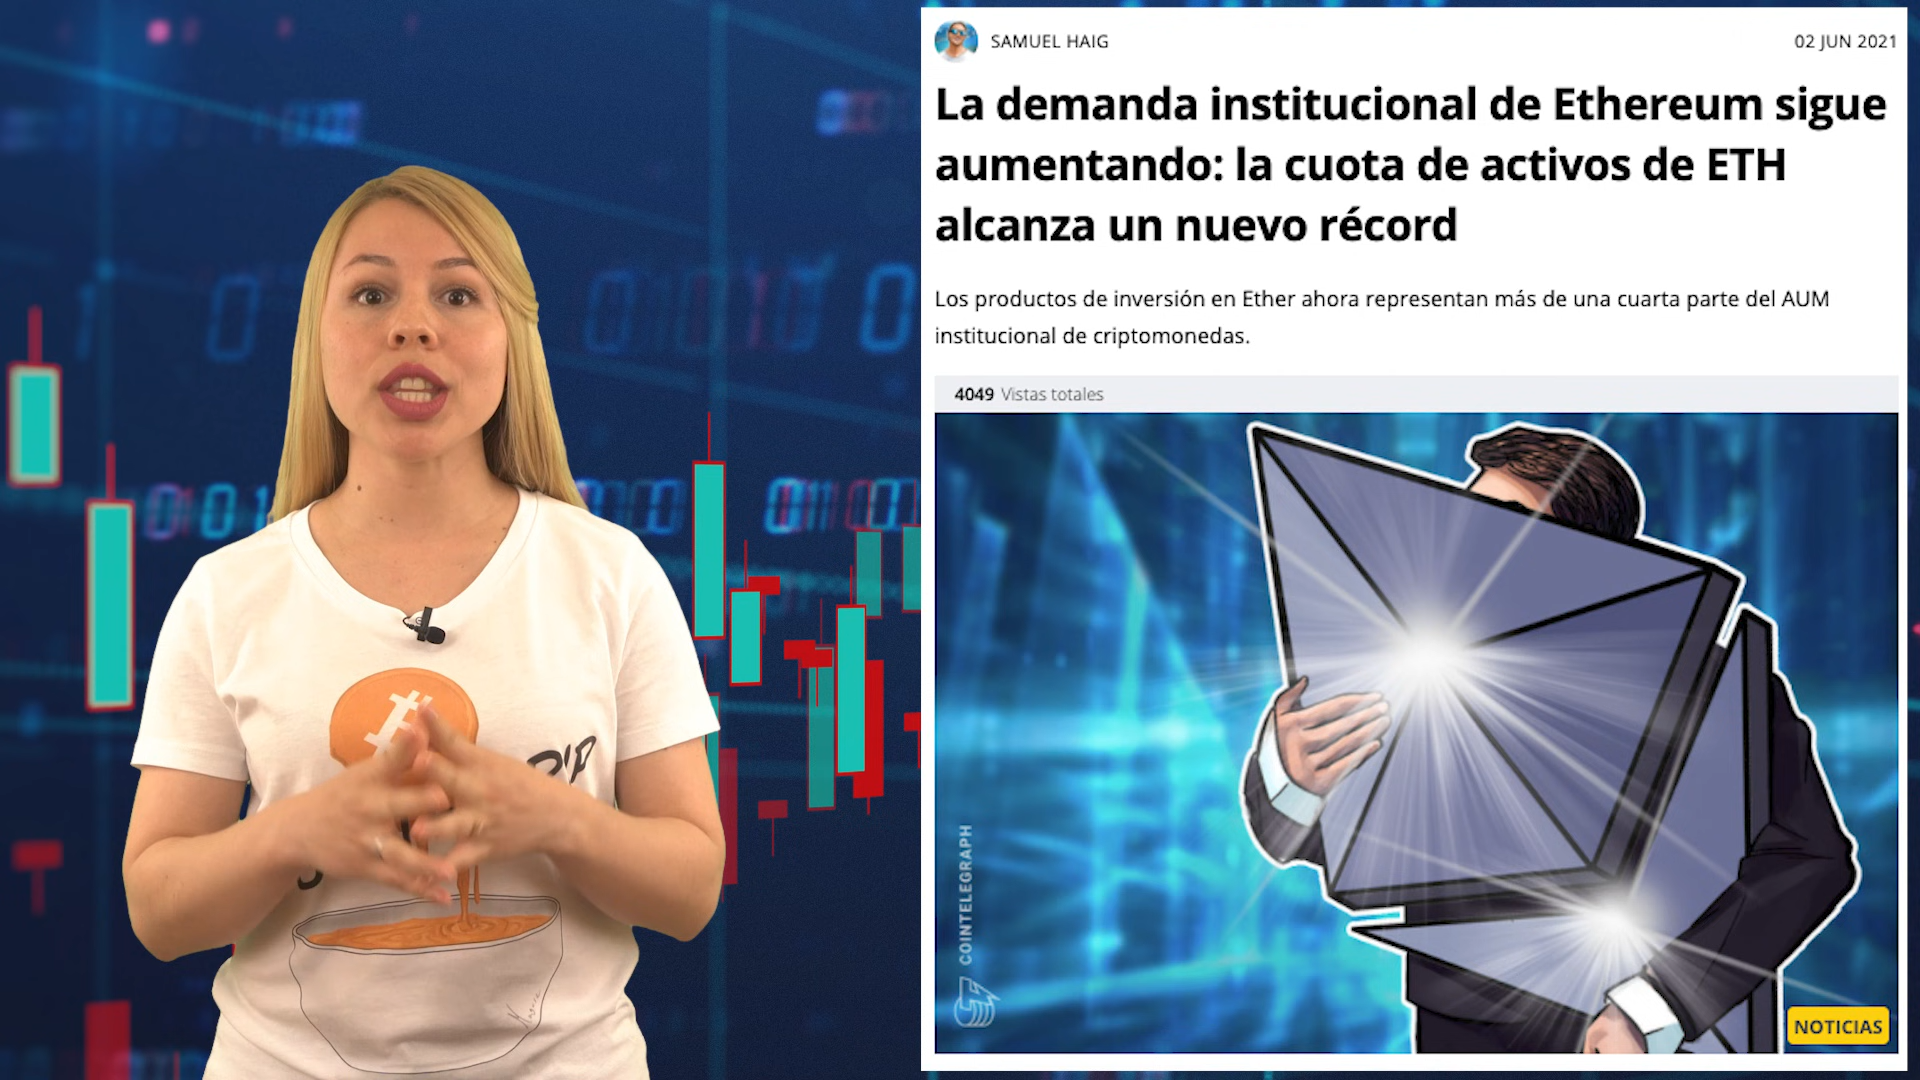 SAMUEL HAIG
02 JUN 2021
La demanda institucional de Ethereum sigue
aumentando: la cuota de activos de ETH
alcanza un nuevo récord
Los productos de inversión en Ether ahora representan más de una cuarta parte del AUM
institucional de criptomonedas.
4049 Vistas totales
COINTELEGRAPH
NOTICIAS